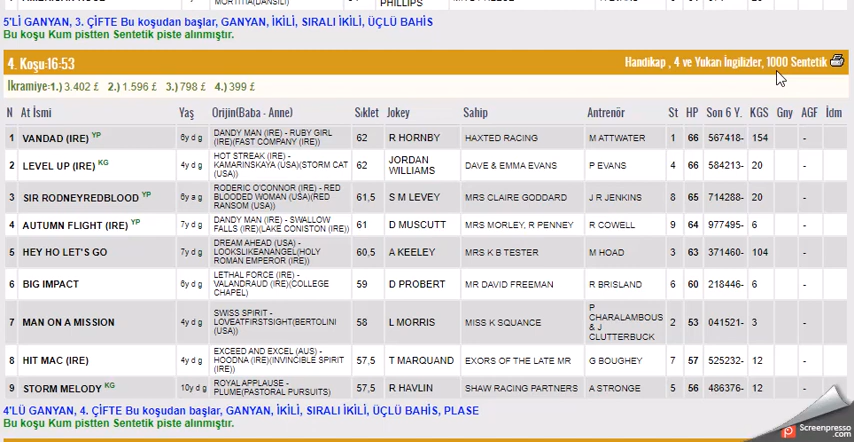 5'Lİ GANYAN, 3. ÇİFTE Bu koşudan başlar, GANYAN, İKİLİ, SIRALI İKİLİ, ÜÇLÜ BAHİS
Bu koşu Kum pistten Sentetik piste alınmıştır.
4. Koşu:16:53 Handikap , 4 ve Yukarı İngilizler, 1000 Sentetik
İkramiye:1.) 3.402 £ 2.) 1.596 £ 3.) 798 £ 4.) 399 £
N At İsmi Yaş Orijin(Baba - Anne) Sıklet Jokey Sahip Antrenör St HP Son 6 Y. KGS Gny AGF İdm
1 VANDAD (IRE) YP 6y d g DANDY MAN (IRE) - RUBY GIRL (IRE)(FAST COMPANY (IRE)) 62 R HORNBY HAXTED RACING M ATTWATER 1 66 567418- 154 -
2 LEVEL UP (IRE) KG 4y d g HOT STREAK (IRE) - KAMARINSKAYA (USA)(STORM CAT (USA)) 62 JORDAN WILLIAMS DAVE & EMMA EVANS P EVANS 4 66 584213- 20 -
3 SIR RODNEYREDBLOOD YP 6y a g RODERIC O'CONNOR (IRE) - RED BLOODED WOMAN (USA)(RED RANSOM (USA)) 61,5 S M LEVEY MRS CLAIRE GODDARD J R JENKINS 8 65 714288- 20 -
4 AUTUMN FLIGHT (IRE) YP 7y d g DANDY MAN (IRE) - SWALLOW FALLS (IRE)(LAKE CONISTON (IRE)) 61 D MUSCUTT MRS MORLEY, R PENNEY R COWELL 9 64 977495- 6 -
5 HEY HO LET'S GO 7y d g DREAM AHEAD (USA) - LOOKSLIKEANANGEL(HOLY ROMAN EMPEROR (IRE)) 60,5 A KEELEY MRS K B TESTER M HOAD 3 63 371460- 104 -
6 BIG IMPACT 6y d g LETHAL FORCE (IRE) - VALANDRAUD (IRE)(COLLEGE CHAPEL) 59 D PROBERT MR DAVID FREEMAN R BRISLAND 6 60 218446- 6 -
7 MAN ON A MISSION 4y d g SWISS SPIRIT - LOVEATFIRSTSIGHT(BERTOLINI (USA)) 58 L MORRIS MISS K SQUANCE P CHARALAMBOUS & J CLUTTERBUCK 2 53 041521- 3 -
8 HIT MAC (IRE) 4y d g EXCEED AND EXCEL (AUS) - HOODNA (IRE)(INVINCIBLE SPIRIT (IRE)) 57,5 T MARQUAND EXORS OF THE LATE MR G BOUGHEY 7 57 525232- 12 -
9 STORM MELODY KG 10y d g ROYAL APPLAUSE - PLUME(PASTORAL PURSUITS) 57,5 R HAVLIN SHAW RACING PARTNERS A STRONGE 5 56 486376- 12 -
4'LÜ GANYAN, 4. ÇİFTE Bu koşudan başlar, GANYAN, İKİLİ, SIRALI İKİLİ, ÜÇLÜ BAHİS, PLASE
Bu koşu Kum pistten Sentetik piste alınmıştır.
Screenpresso
.com